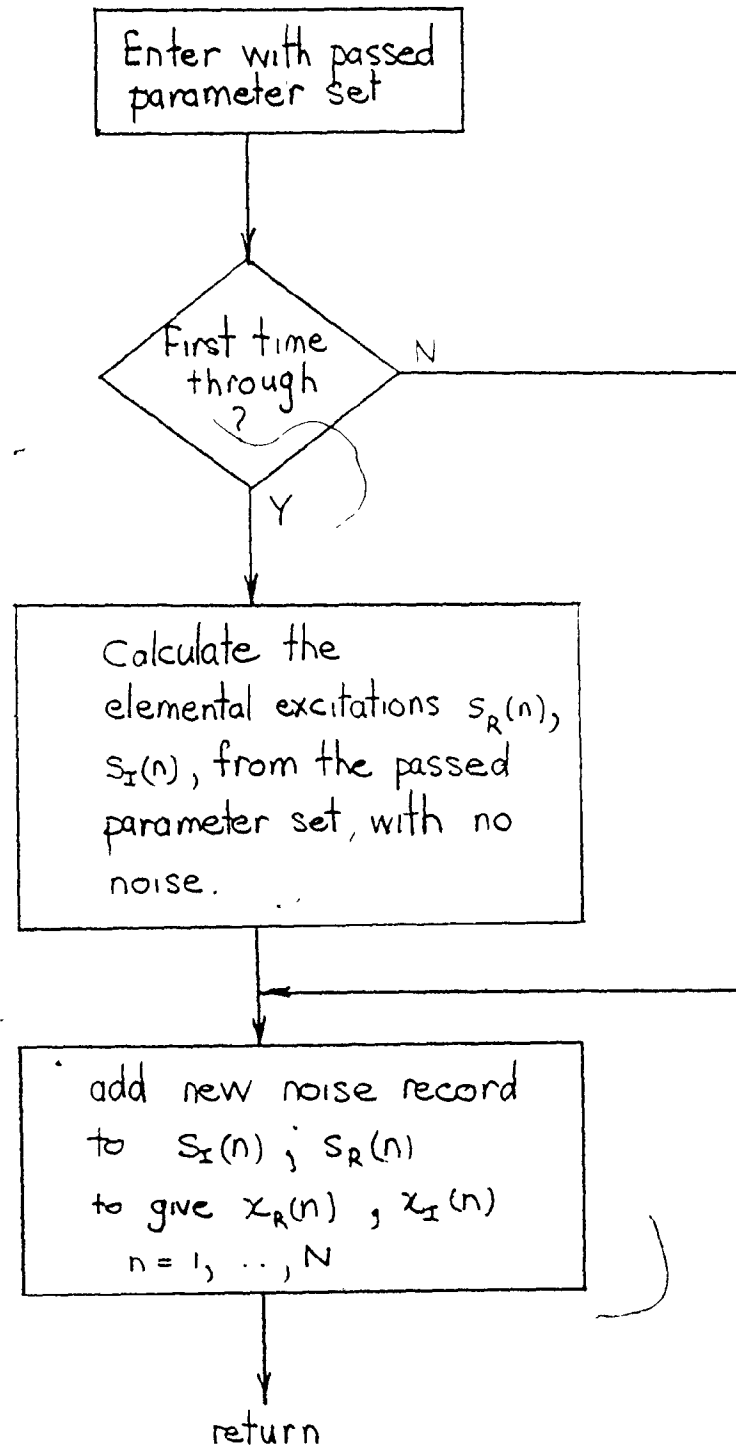 Enter with passed
parameter set
First time
through
?
N
Y
Calculate the
elemental excitations S_R(n),
S_I(n), from the passed
parameter set, with no
noise.
add new noise record
to S_I(n), S_R(n)
to give x_R(n), x_I(n)
n = 1, .., N
return